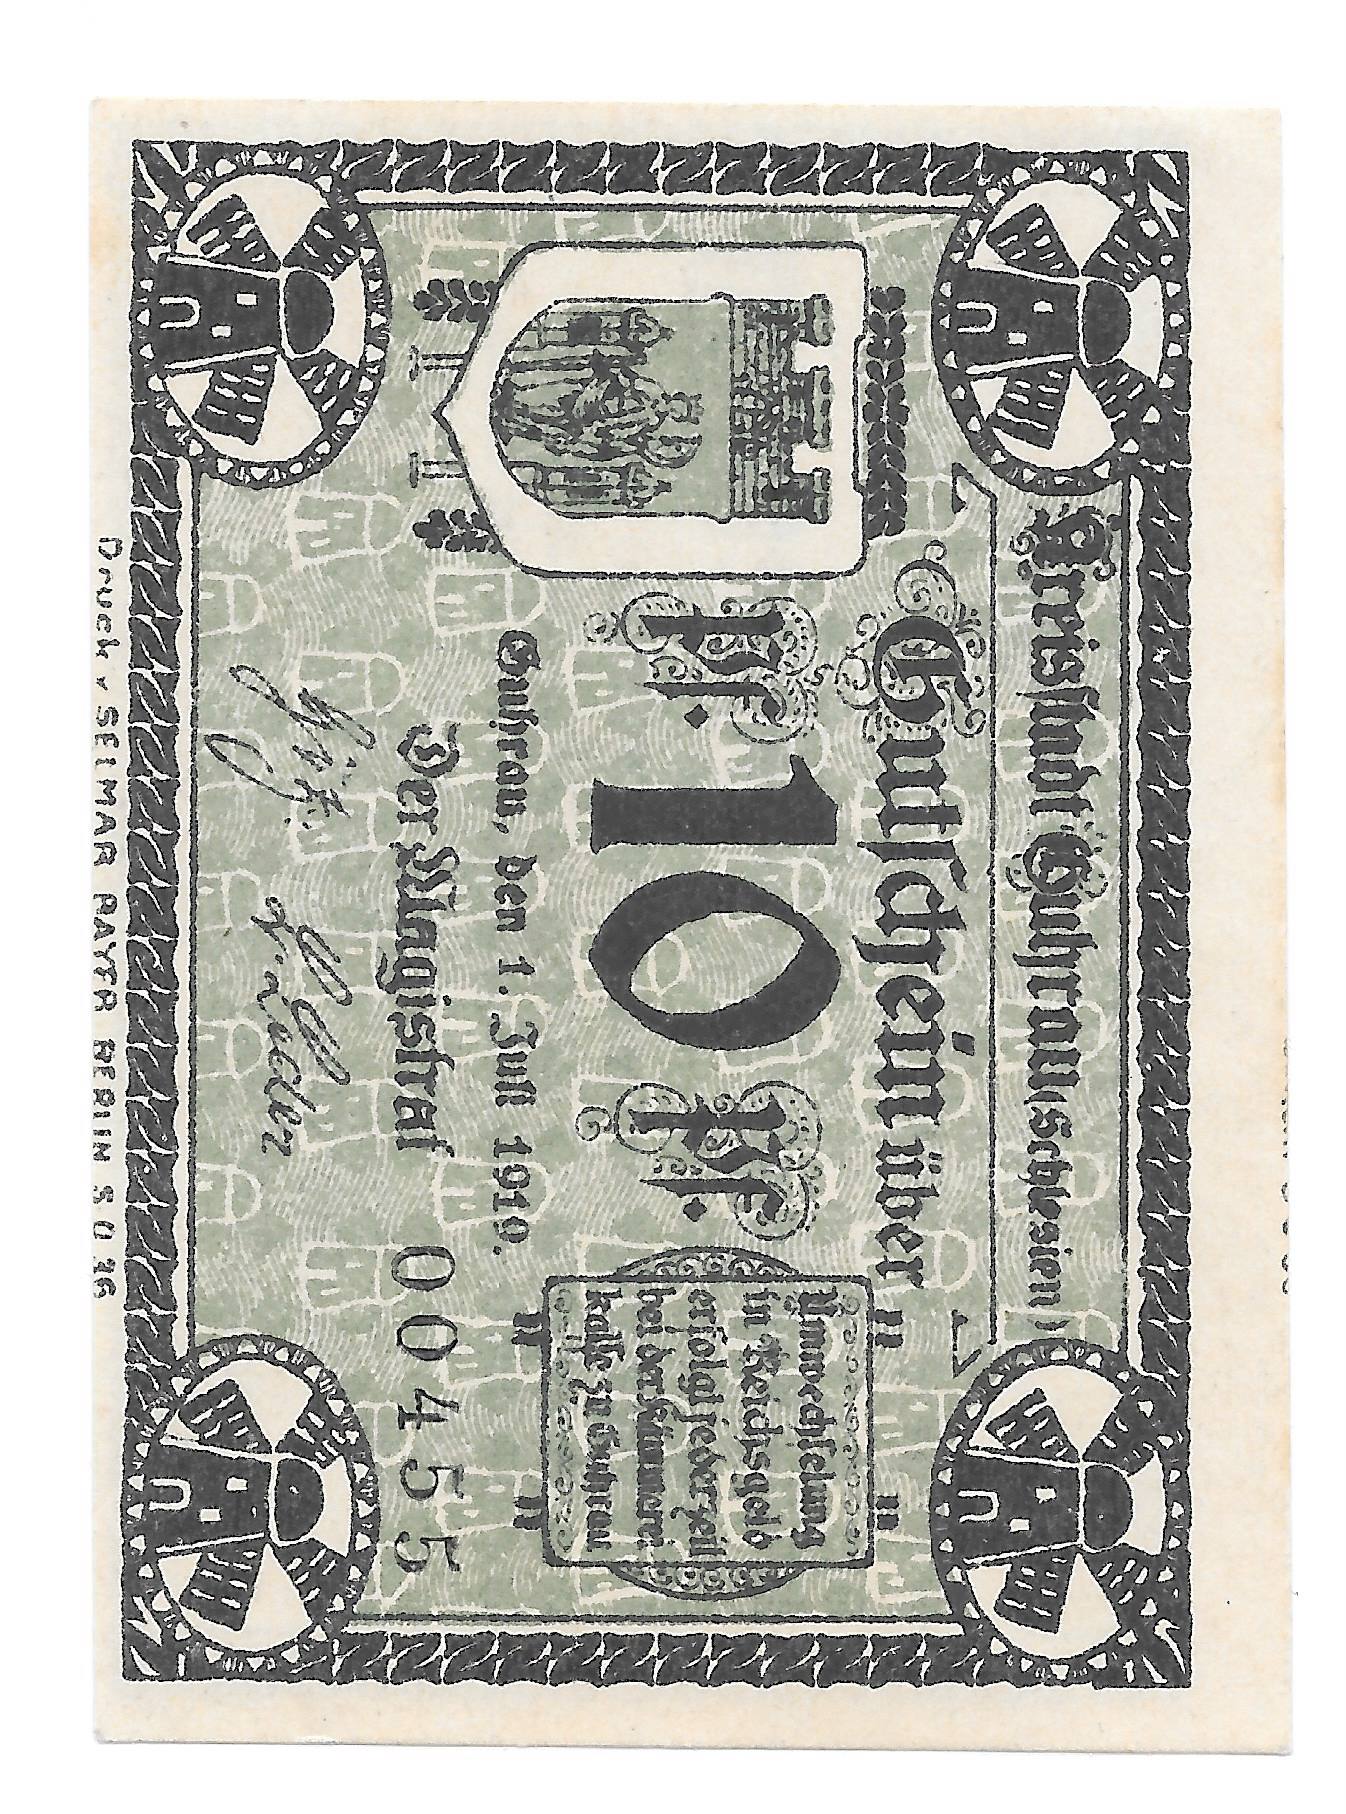 Kreisstadt Guhrau (Schlesien)
Gutschein über
Pf. 10 Pf.
Guhrau, den 1. Juli 1919.
Der Magistrat
Umwechselung
in Reichsgeld
erfolgt jederzeit
bei der Kämmerei
kasse zu Guhrau
00455
Druck v SELMAR BAYER BERLIN S.O.36